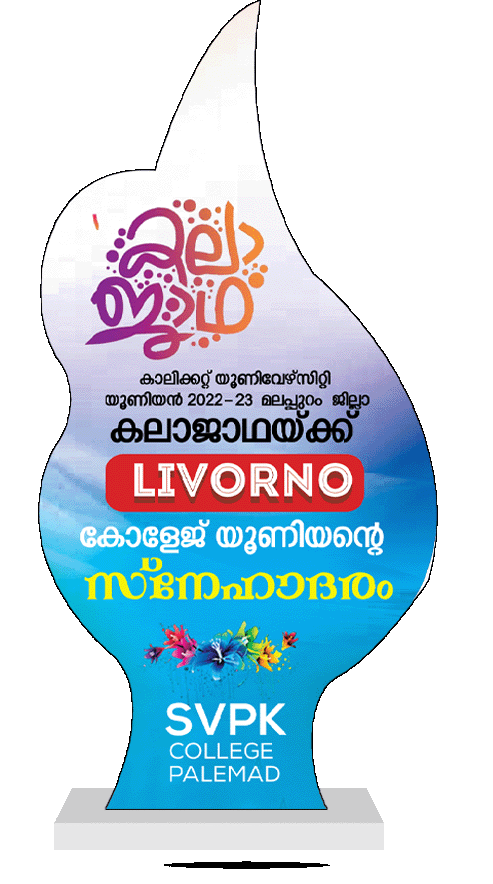 കലാ
ജാഥ
കാലിക്കറ്റ് യൂണിവേഴ്സിറ്റി
യൂണിയൻ 2022-23 മലപ്പുറം ജില്ലാ
കലാജാഥയ്ക്ക്
LIVORNO
കോളേജ് യൂണിയന്റെ
സ്നേഹാദരം
SVPK
COLLEGE
PALEMAD